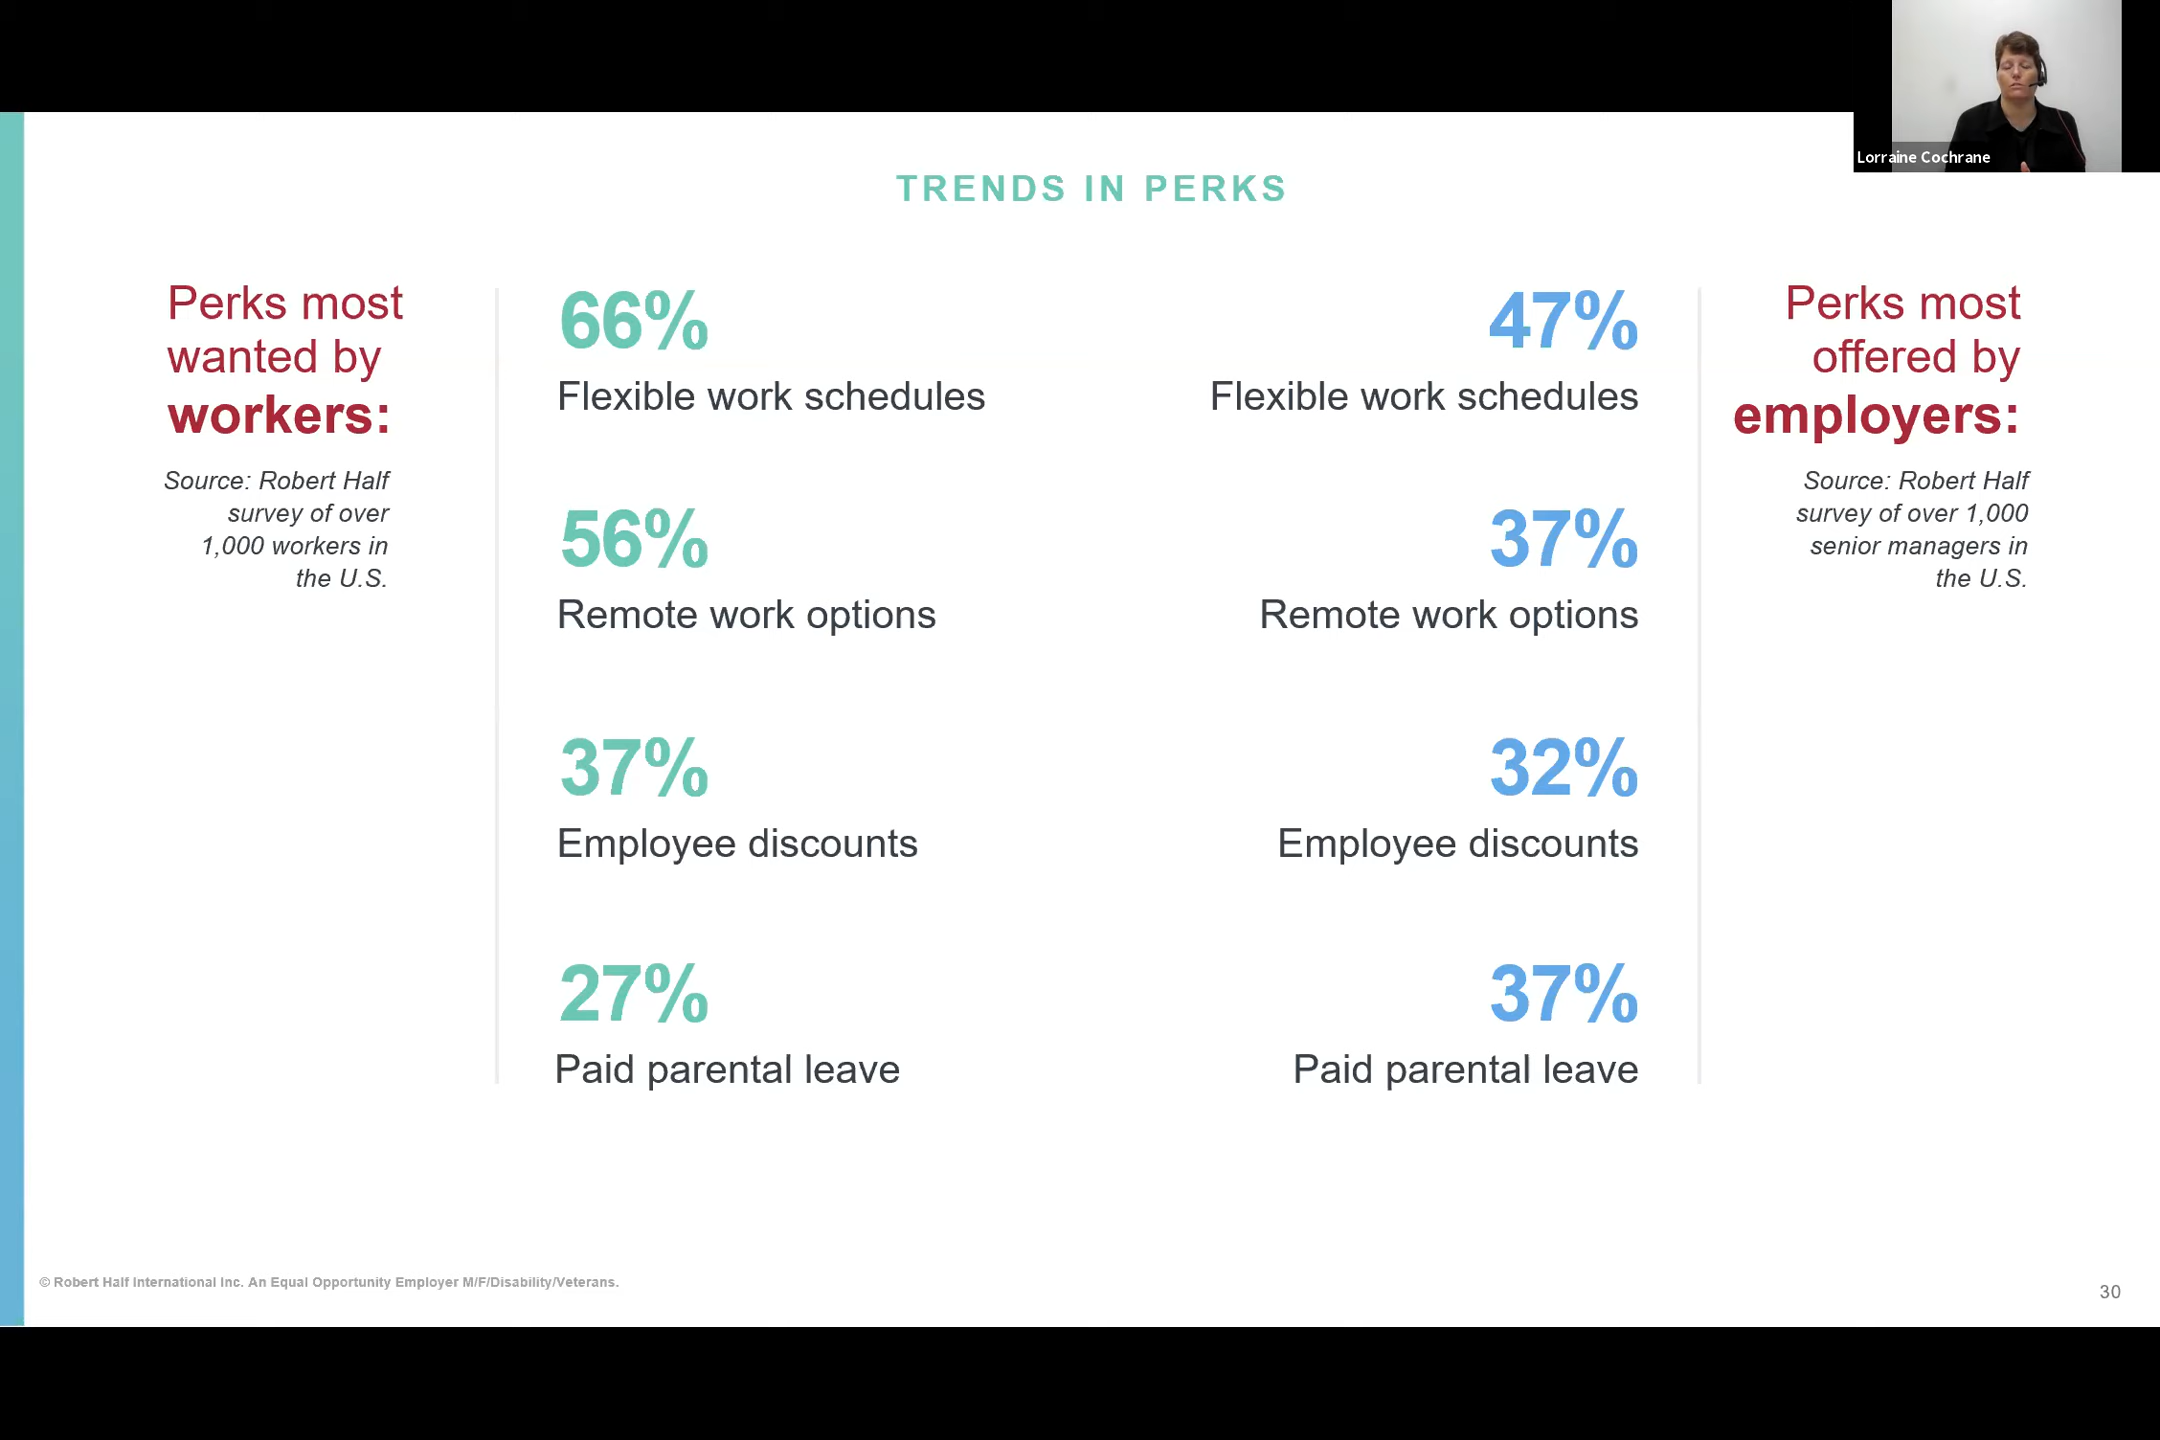 Lorraine Cochrane
TRENDS IN PERKS
Perks most
wanted by
workers:
Source: Robert Half
survey of over
1,000 workers in
the U.S.
66%
Flexible work schedules
56%
Remote work options
37%
Employee discounts
27%
Paid parental leave
47%
Flexible work schedules
37%
Remote work options
32%
Employee discounts
37%
Paid parental leave
Perks most
offered by
employers:
Source: Robert Half
survey of over 1,000
senior managers in
the U.S.
© Robert Half International Inc. An Equal Opportunity Employer M/F/Disability/Veterans.
30